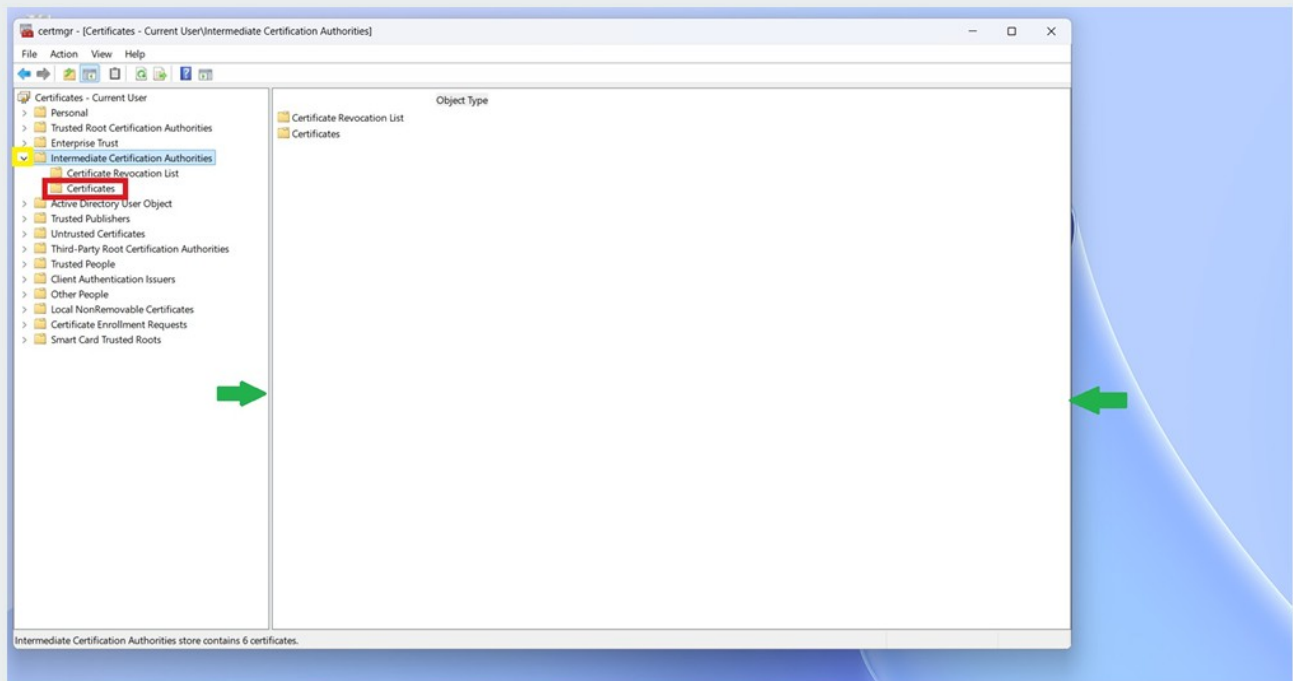 certmgr - [Certificates - Current User\Intermediate Certification Authorities]
File Action View Help
Certificates - Current User
Personal
Trusted Root Certification Authorities
Enterprise Trust
Intermediate Certification Authorities
Certificate Revocation List
Certificates
Active Directory User Object
Trusted Publishers
Untrusted Certificates
Third-Party Root Certification Authorities
Trusted People
Client Authentication Issuers
Other People
Local NonRemovable Certificates
Certificate Enrollment Requests
Smart Card Trusted Roots
Object Type
Certificate Revocation List
Certificates
Intermediate Certification Authorities store contains 6 certificates.